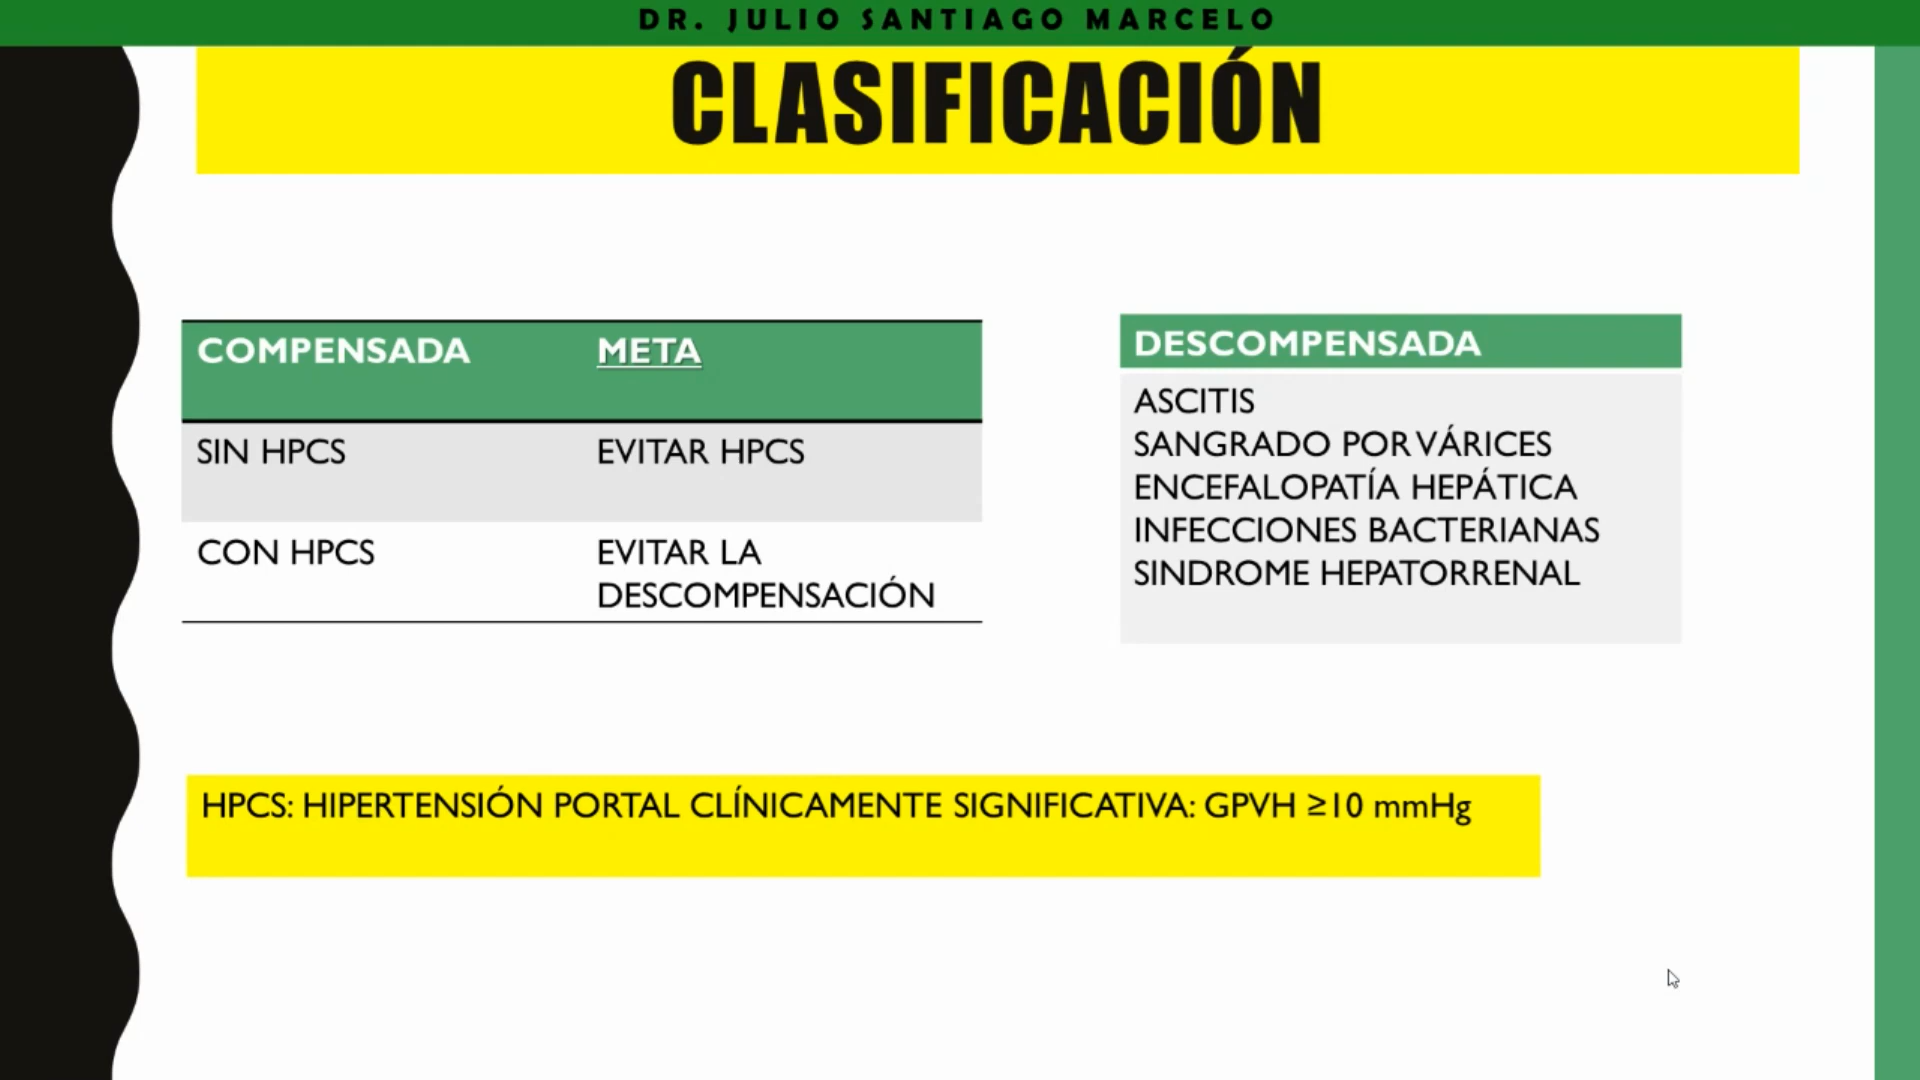 DR. JULIO SANTIAGO MARCELO
CLASIFICACIÓN
COMPENSADA META
SIN HPCS EVITAR HPCS
CON HPCS EVITAR LA
DESCOMPENSACIÓN
DESCOMPENSADA
ASCITIS
SANGRADO POR VÁRICES
ENCEFALOPATÍA HEPÁTICA
INFECCIONES BACTERIANAS
SINDROME HEPATORRENAL
HPCS: HIPERTENSIÓN PORTAL CLÍNICAMENTE SIGNIFICATIVA: GPVH ≥10 mmHg